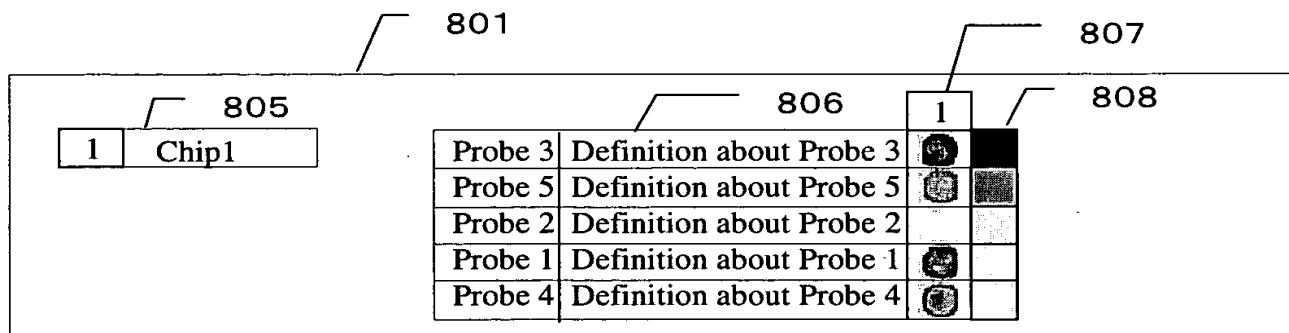 801
807
805
806
808
1
1 Chip1
Probe 3 Definition about Probe 3
Probe 5 Definition about Probe 5
Probe 2 Definition about Probe 2
Probe 1 Definition about Probe 1
Probe 4 Definition about Probe 4